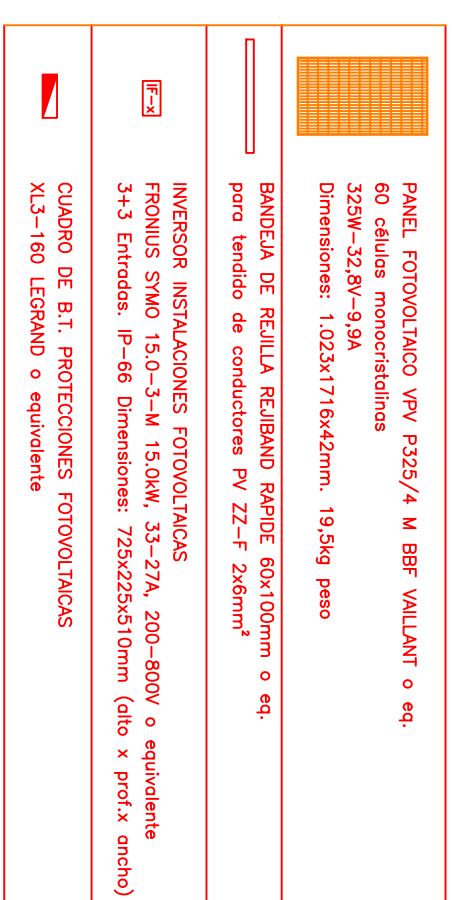 PANEL FOTOVOLTAICO VPV P325/4 M BBF VAILLANT o eq.
60 células monocristalinas
325W-32,8V-9,9A
Dimensiones: 1.023x1716x42mm. 19,5kg peso
BANDEJA DE REJILLA REJIBAND RAPIDE 60x100mm o eq.
para tendido de conductores PV ZZ-F 2x6mm²
IF-x
INVERSOR INSTALACIONES FOTOVOLTAICAS
FRONIUS SYMO 15.0-3-M 15.0kW, 33-27A, 200-800V o equivalente
3+3 Entradas. IP-66 Dimensiones: 725x225x510mm (alto x prof.x ancho)
CUADRO DE B.T. PROTECCIONES FOTOVOLTAICAS
XL3-160 LEGRAND o equivalente